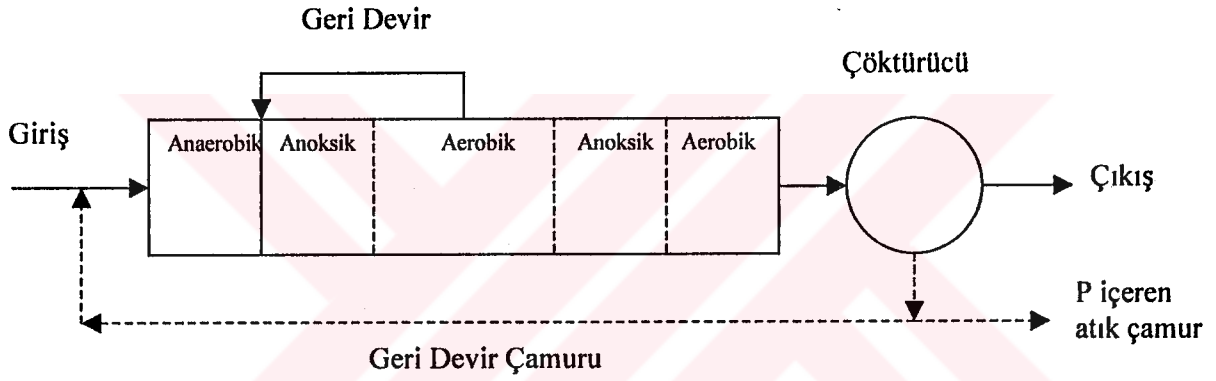 Geri Devir
Çöktürücü
Giriş
Anaerobik
Anoksik
Aerobik
Anoksik
Aerobik
Çıkış
P içeren
atık çamur
Geri Devir Çamuru